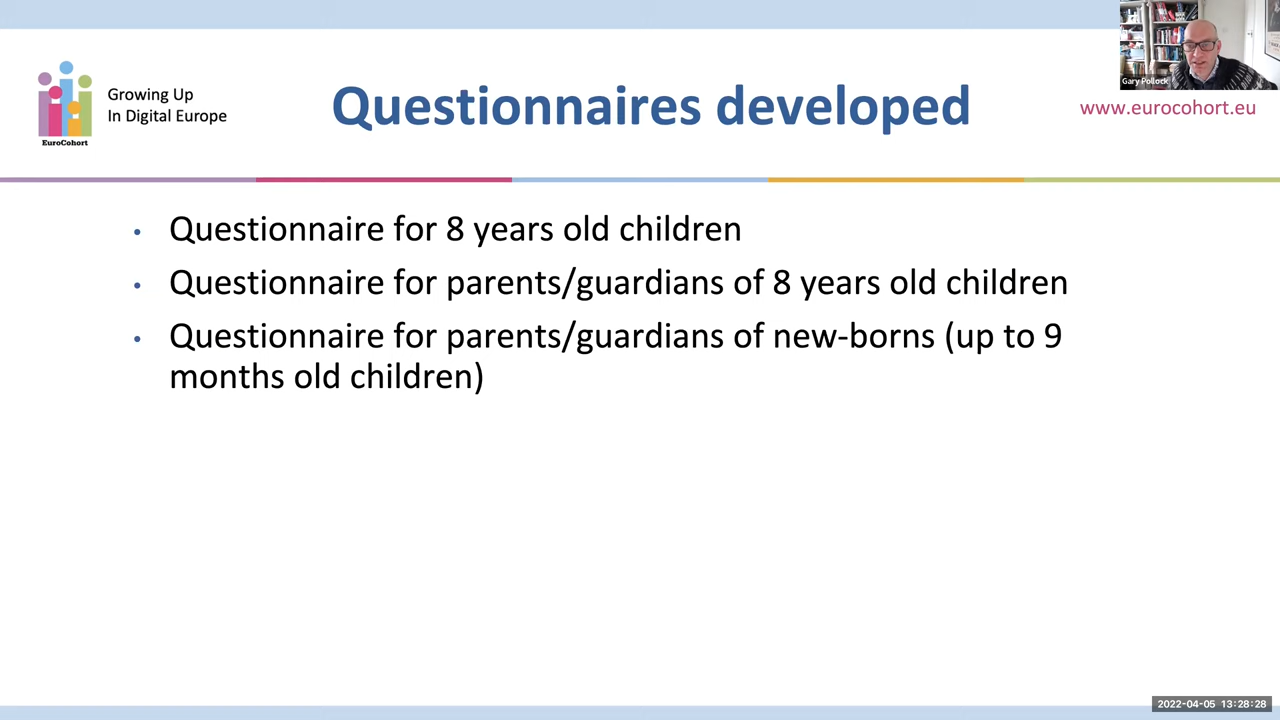 Growing Up
In Digital Europe
EuroCohort
Questionnaires developed
Gary Pollock
www.eurocohort.eu
• Questionnaire for 8 years old children
• Questionnaire for parents/guardians of 8 years old children
• Questionnaire for parents/guardians of new-borns (up to 9
months old children)
2022-04-05 13:28:28